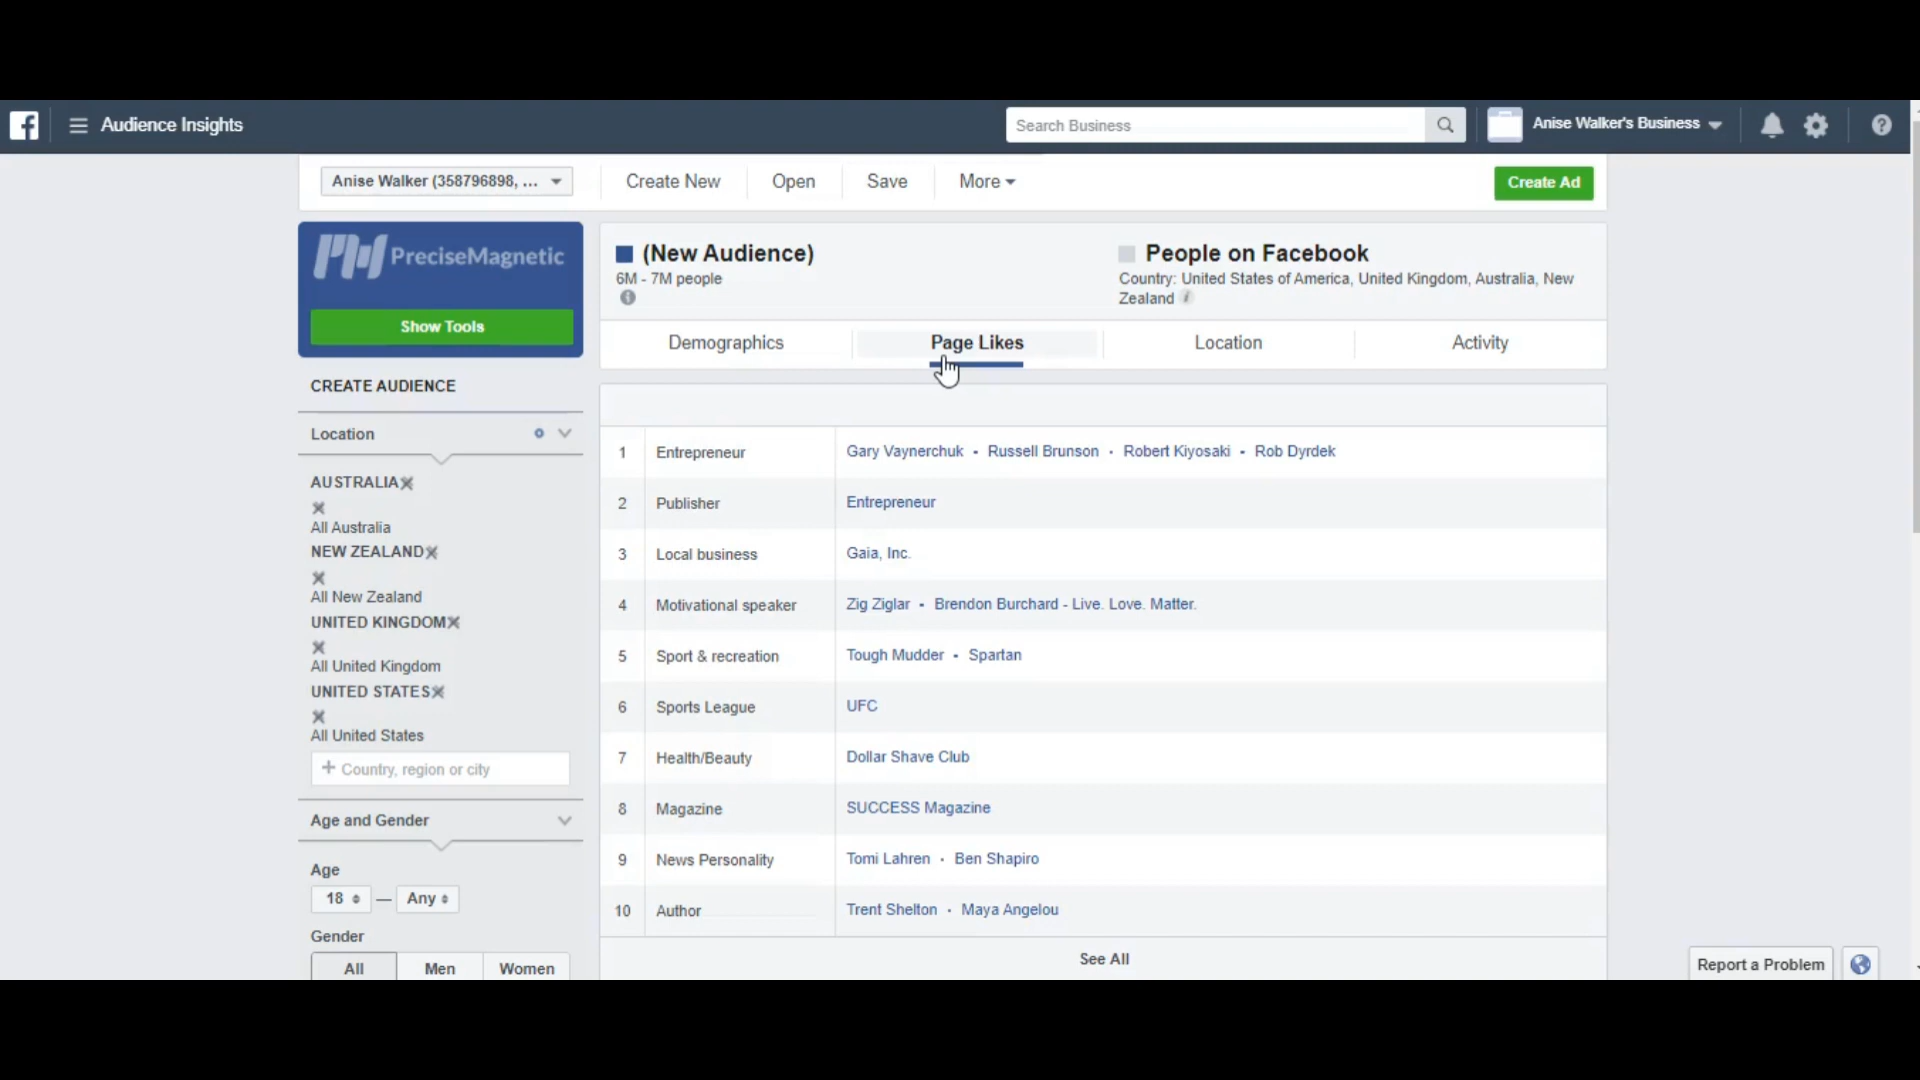 Audience Insights
Search Business
Anise Walker's Business
Anise Walker (358796898, ...
Create New
Open
Save
More
Create Ad
PreciseMagnetic
Show Tools
(New Audience)
6M - 7M people
People on Facebook
Country: United States of America, United Kingdom, Australia, New
Zealand
Demographics
Page Likes
Location
Activity
CREATE AUDIENCE
Location
AUSTRALIA
All Australia
NEW ZEALAND
All New Zealand
UNITED KINGDOM
All United Kingdom
UNITED STATES
All United States
+ Country, region or city
Age and Gender
Age
18 — Any
Gender
All Men Women
1 Entrepreneur Gary Vaynerchuk • Russell Brunson • Robert Kiyosaki • Rob Dyrdek
2 Publisher Entrepreneur
3 Local business Gaia, Inc.
4 Motivational speaker Zig Ziglar • Brendon Burchard - Live. Love. Matter.
5 Sport & recreation Tough Mudder • Spartan
6 Sports League UFC
7 Health/Beauty Dollar Shave Club
8 Magazine SUCCESS Magazine
9 News Personality Tomi Lahren • Ben Shapiro
10 Author Trent Shelton • Maya Angelou
See All
Report a Problem